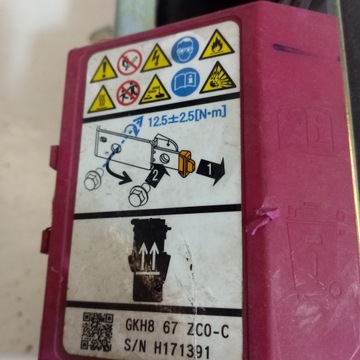 12.5±2.5[N·m]
1
2
GKH8 67 ZC0-C
S/N H171391